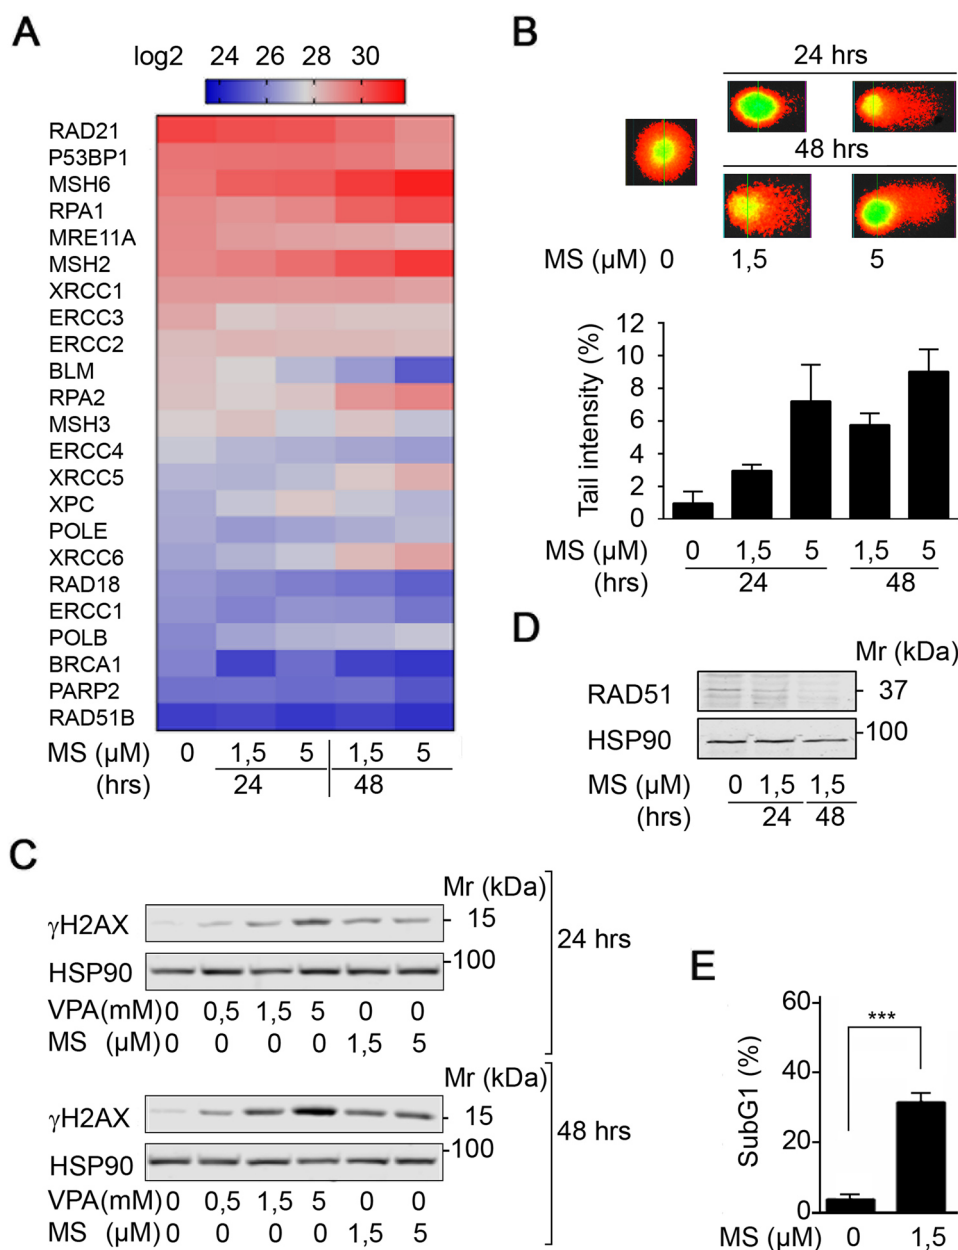 A
log2 24 26 28 30
RAD21
P53BP1
MSH6
RPA1
MRE11A
MSH2
XRCC1
ERCC3
ERCC2
BLM
RPA2
MSH3
ERCC4
XRCC5
XPC
POLE
XRCC6
RAD18
ERCC1
POLB
BRCA1
PARP2
RAD51B
MS (μM) 0 1,5 5 1,5 5
(hrs) 24 48
B
24 hrs
48 hrs
MS (μM) 0 1,5 5
Tail intensity (%)
12
10
8
6
4
2
0
MS (μM) 0 1,5 5 1,5 5
(hrs) 24 48
D
Mr (kDa)
RAD51 37
HSP90 100
MS (μM) 0 1,5 1,5
(hrs) 24 48
C
Mr (kDa)
γH2AX 15
HSP90 100
VPA(mM) 0 0,5 1,5 5 0 0
MS (μM) 0 0 0 0 1,5 5
24 hrs
Mr (kDa)
γH2AX 15
HSP90 100
VPA(mM) 0 0,5 1,5 5 0 0
MS (μM) 0 0 0 0 1,5 5
48 hrs
E
SubG1 (%)
60
40
20
0
***
MS (μM) 0 1,5